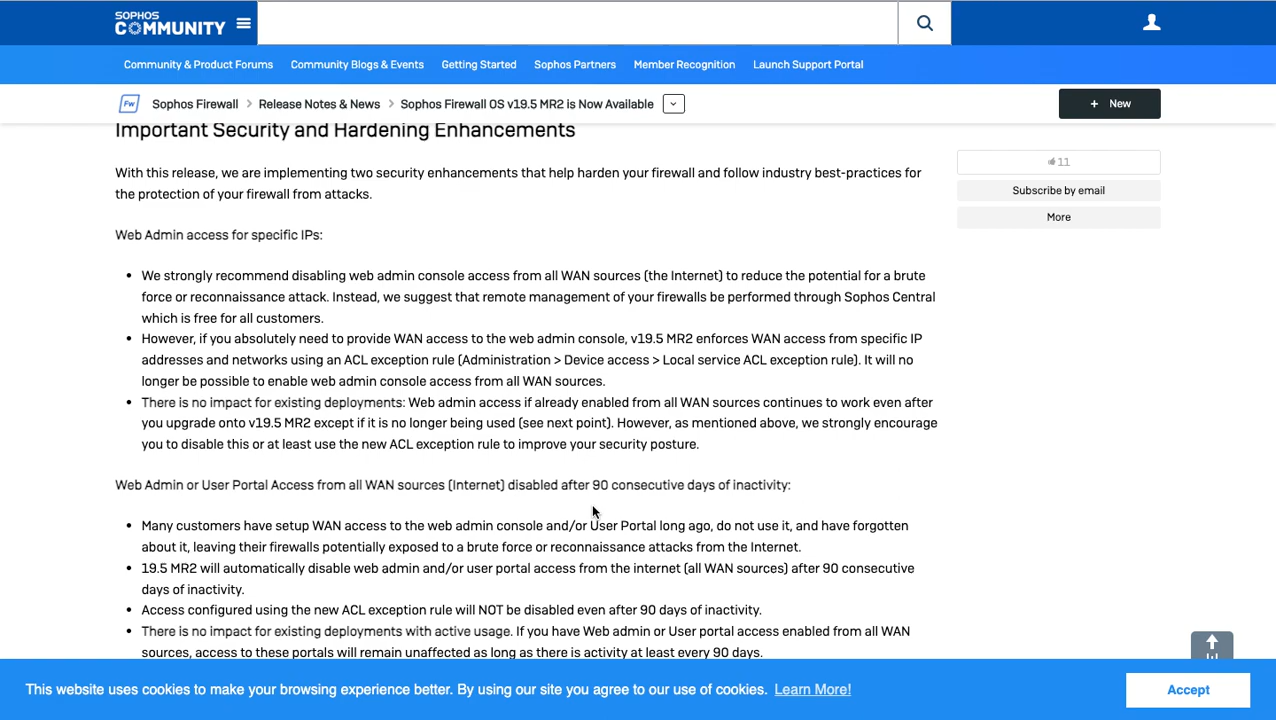 SOPHOS
COMMUNITY
Community & Product Forums Community Blogs & Events Getting Started Sophos Partners Member Recognition Launch Support Portal
Fw Sophos Firewall > Release Notes & News > Sophos Firewall OS v19.5 MR2 is Now Available
+ New
Important Security and Hardening Enhancements
11
Subscribe by email
More
With this release, we are implementing two security enhancements that help harden your firewall and follow industry best-practices for
the protection of your firewall from attacks.
Web Admin access for specific IPs:
• We strongly recommend disabling web admin console access from all WAN sources (the Internet) to reduce the potential for a brute
force or reconnaissance attack. Instead, we suggest that remote management of your firewalls be performed through Sophos Central
which is free for all customers.
• However, if you absolutely need to provide WAN access to the web admin console, v19.5 MR2 enforces WAN access from specific IP
addresses and networks using an ACL exception rule (Administration > Device access > Local service ACL exception rule). It will no
longer be possible to enable web admin console access from all WAN sources.
• There is no impact for existing deployments: Web admin access if already enabled from all WAN sources continues to work even after
you upgrade onto v19.5 MR2 except if it is no longer being used (see next point). However, as mentioned above, we strongly encourage
you to disable this or at least use the new ACL exception rule to improve your security posture.
Web Admin or User Portal Access from all WAN sources (Internet) disabled after 90 consecutive days of inactivity:
• Many customers have setup WAN access to the web admin console and/or User Portal long ago, do not use it, and have forgotten
about it, leaving their firewalls potentially exposed to a brute force or reconnaissance attacks from the Internet.
• 19.5 MR2 will automatically disable web admin and/or user portal access from the internet (all WAN sources) after 90 consecutive
days of inactivity.
• Access configured using the new ACL exception rule will NOT be disabled even after 90 days of inactivity.
• There is no impact for existing deployments with active usage. If you have Web admin or User portal access enabled from all WAN
sources, access to these portals will remain unaffected as long as there is activity at least every 90 days.
This website uses cookies to make your browsing experience better. By using our site you agree to our use of cookies. Learn More!
Accept